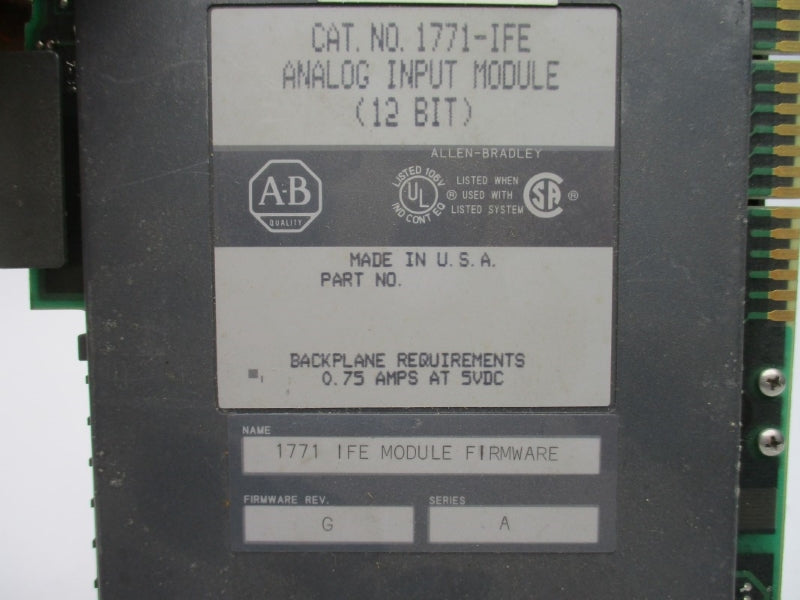 CAT. NO. 1771-IFE
ANALOG INPUT MODULE
(12 BIT)
ALLEN-BRADLEY
A-B
QUALITY
LISTED 106V
UL
IND CONT EQ
®
LISTED WHEN
USED WITH
LISTED SYSTEM
SA
®
MADE IN U.S.A.
PART NO.
BACKPLANE REQUIREMENTS
0.75 AMPS AT 5VDC
NAME
1771 IFE MODULE FIRMWARE
FIRMWARE REV.
SERIES
G
A